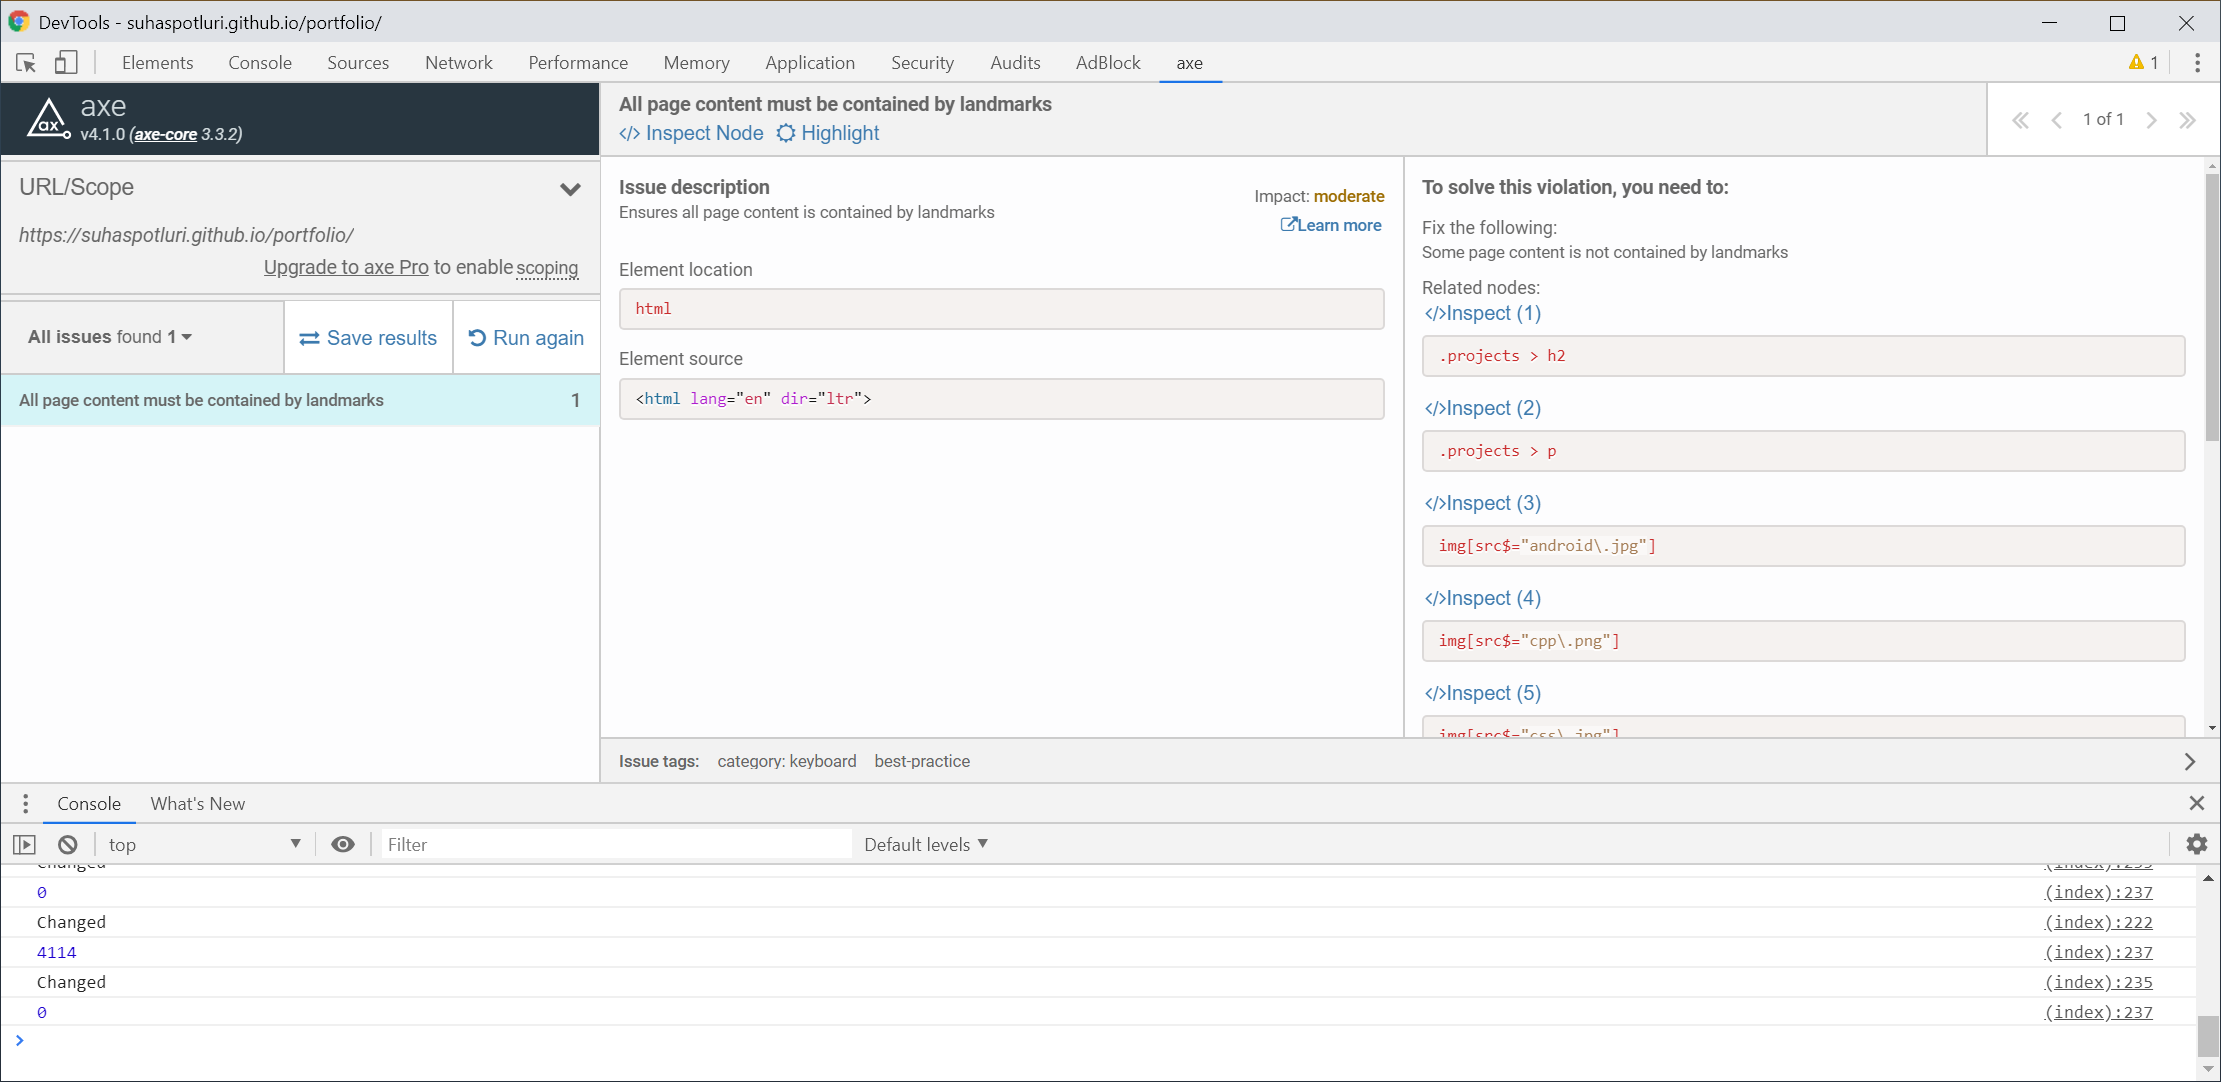 DevTools - suhaspotluri.github.io/portfolio/
Elements Console Sources Network Performance Memory Application Security Audits AdBlock axe 1
ax
axe
v4.1.0 (axe-core 3.3.2)
URL/Scope
https://suhaspotluri.github.io/portfolio/
Upgrade to axe Pro to enable scoping
All issues found 1
Save results
Run again
All page content must be contained by landmarks 1
All page content must be contained by landmarks
</> Inspect Node Highlight
1 of 1
Issue description
Ensures all page content is contained by landmarks
Impact: moderate
Learn more
Element location
html
Element source
<html lang="en" dir="ltr">
To solve this violation, you need to:
Fix the following:
Some page content is not contained by landmarks
Related nodes:
</>Inspect (1)
.projects > h2
</>Inspect (2)
.projects > p
</>Inspect (3)
img[src$="android\.jpg"]
</>Inspect (4)
img[src$="cpp\.png"]
</>Inspect (5)
img[src$="css\.jpg"]
Issue tags: category: keyboard best-practice
Console What's New
top Filter Default levels
Changed (index):235
0 (index):237
Changed (index):222
4114 (index):237
Changed (index):235
0 (index):237